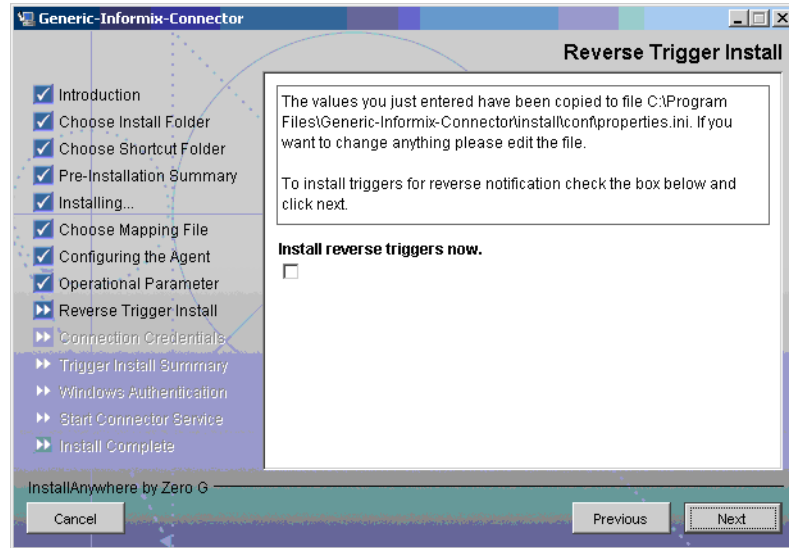 Generic-Informix-Connector
Reverse Trigger Install
Introduction
Choose Install Folder
Choose Shortcut Folder
Pre-Installation Summary
Installing...
Choose Mapping File
Configuring the Agent
Operational Parameter
Reverse Trigger Install
Connection Credentials
Trigger Install Summary
Windows Authentication
Start Connector Service
Install Complete
The values you just entered have been copied to file C:\Program
Files\Generic-Informix-Connector\install\conf\properties.ini. If you
want to change anything please edit the file.
To install triggers for reverse notification check the box below and
click next.
Install reverse triggers now.
InstallAnywhere by Zero G
Cancel
Previous
Next